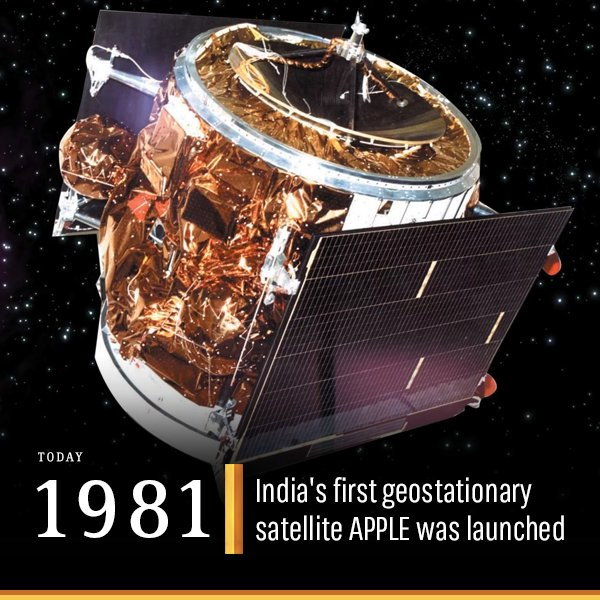 TODAY
1981
India's first geostationary
satellite APPLE was launched